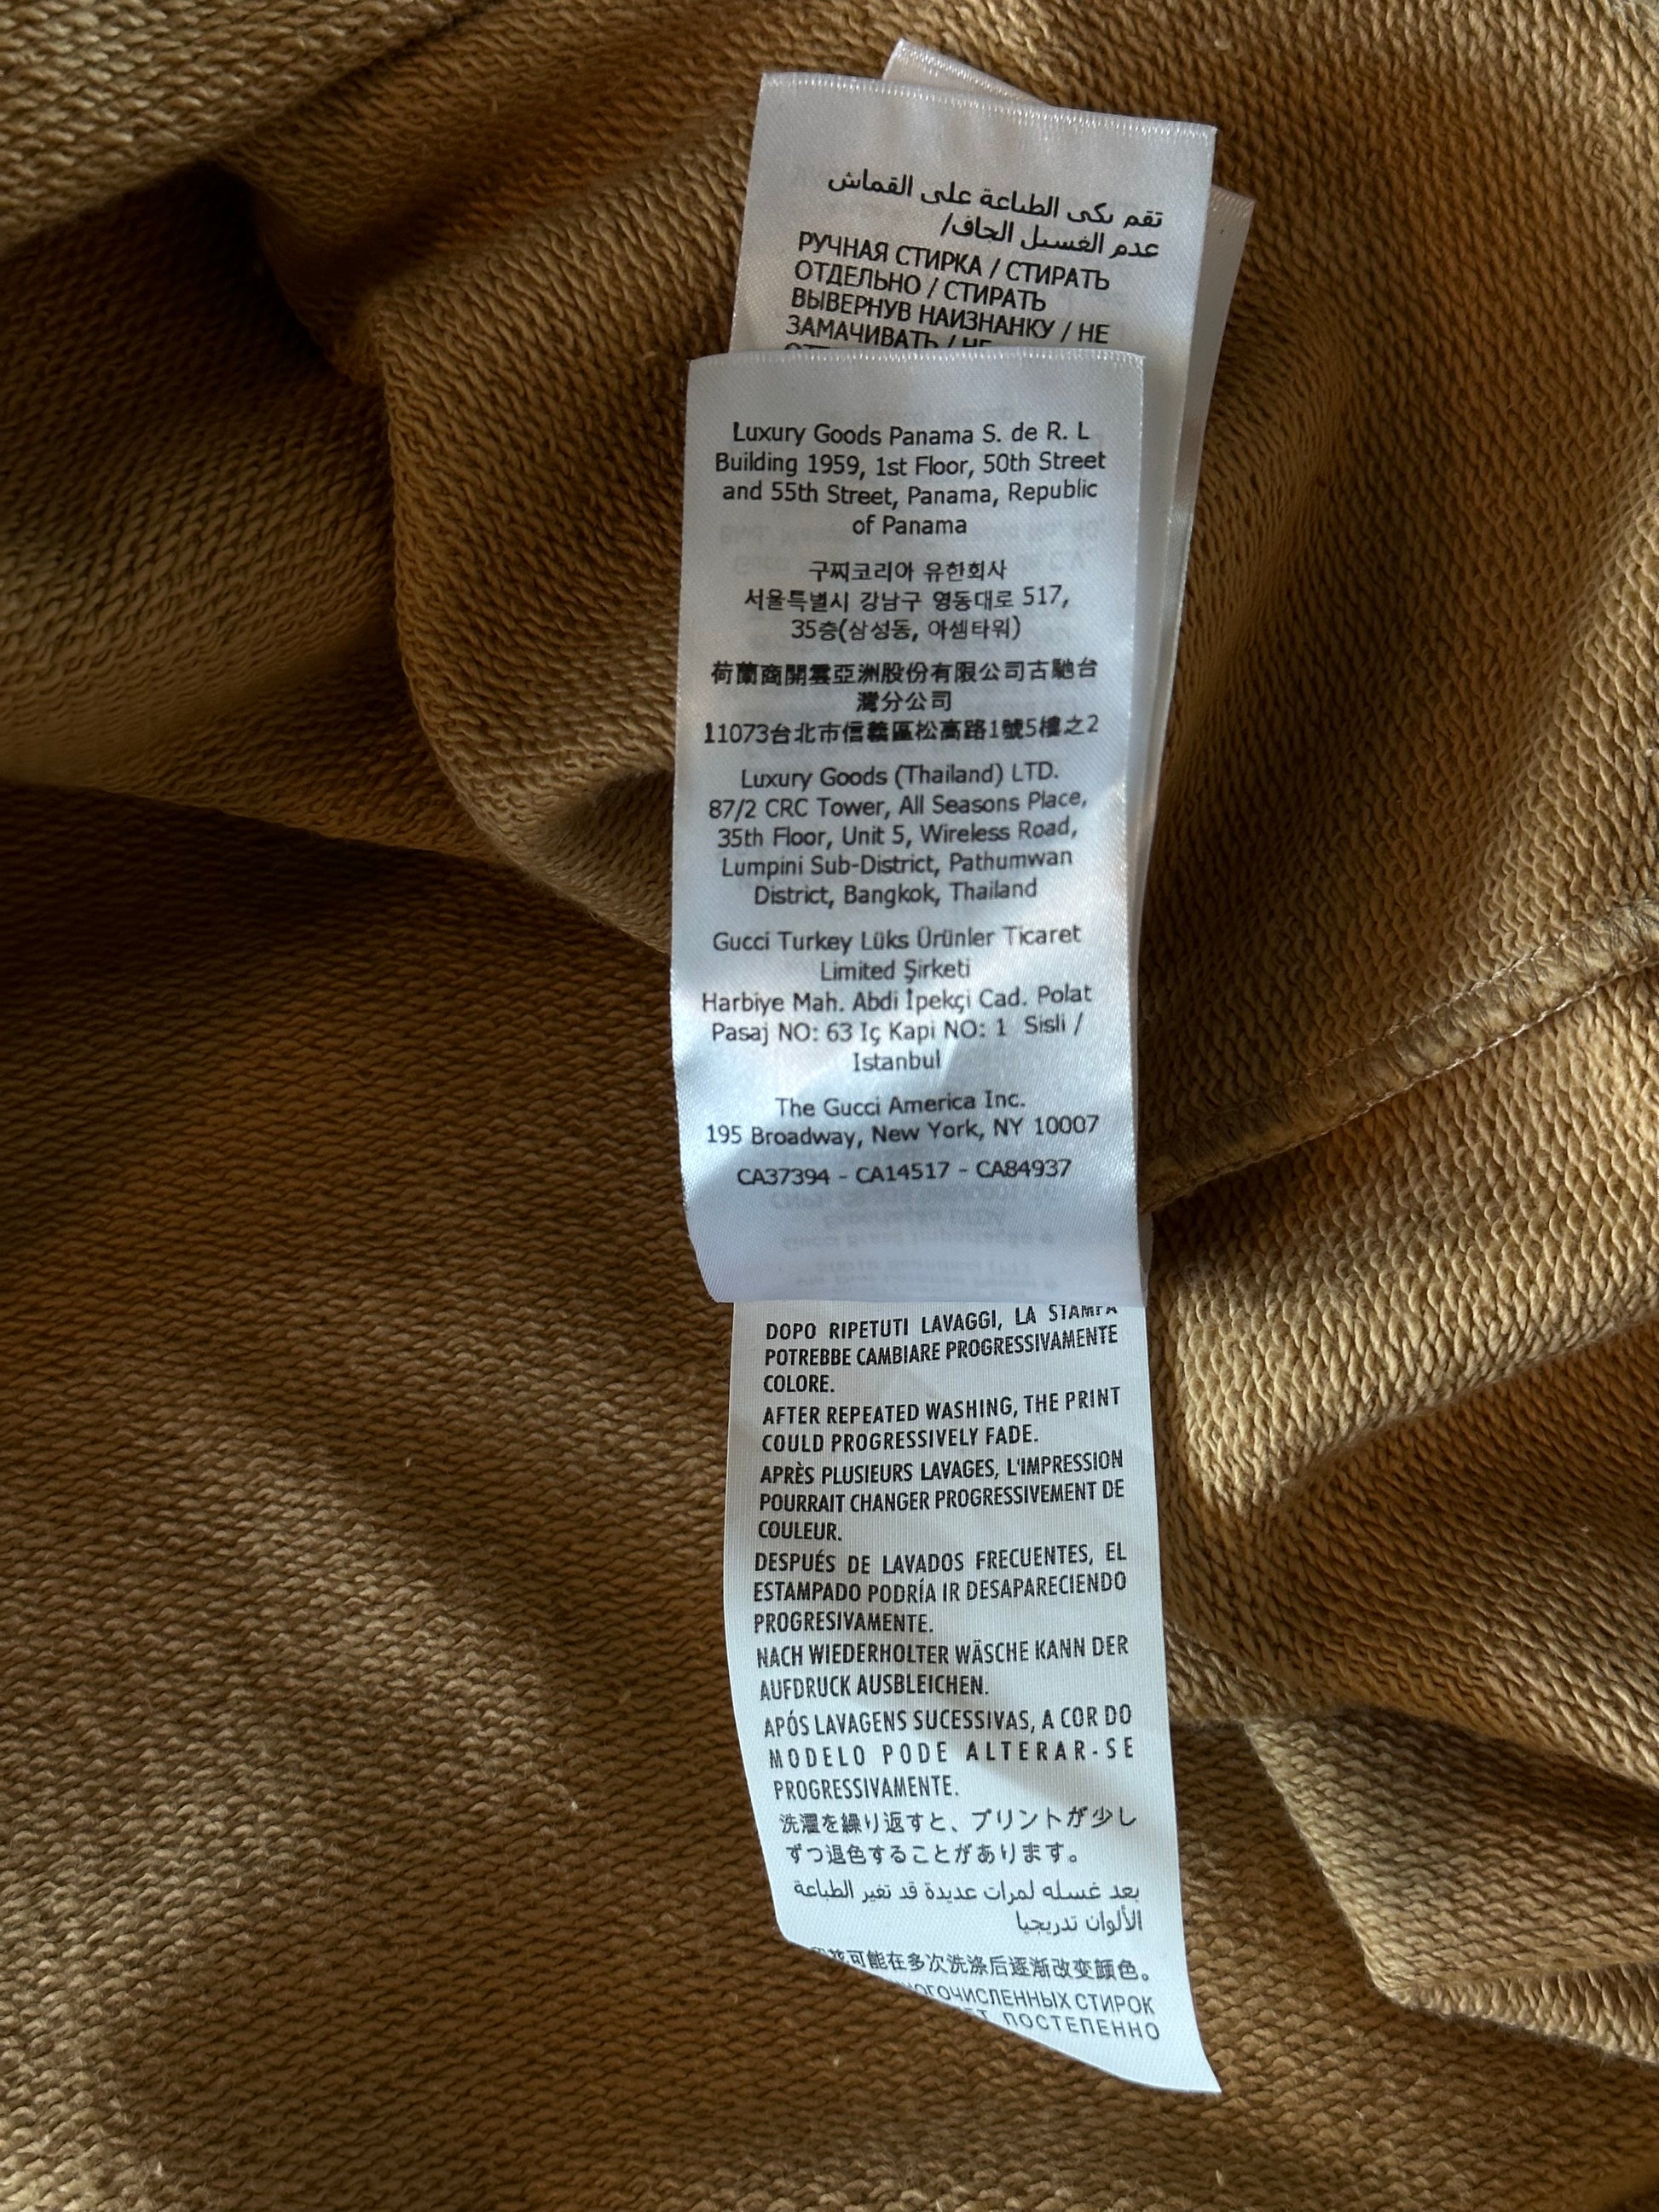 تقم بكى الطباعة على القماش
عدم الغسيل الجاف/
РУЧНАЯ СТИРКА / СТИРАТЬ
ОТДЕЛЬНО / СТИРАТЬ
ВЫВЕРНУВ НАИЗНАНКУ / НЕ
ЗАМАЧИВАТЬ / НЕ
Luxury Goods Panama S. de R. L
Building 1959, 1st Floor, 50th Street
and 55th Street, Panama, Republic
of Panama
구찌코리아 유한회사
서울특별시 강남구 영동대로 517,
35층(삼성동, 아셈타워)
荷蘭商開雲亞洲股份有限公司古馳台
灣分公司
11073台北市信義區松高路1號5樓之2
Luxury Goods (Thailand) LTD.
87/2 CRC Tower, All Seasons Place,
35th Floor, Unit 5, Wireless Road,
Lumpini Sub-District, Pathumwan
District, Bangkok, Thailand
Gucci Turkey Lüks Ürünler Ticaret
Limited Şirketi
Harbiye Mah. Abdi İpekçi Cad. Polat
Pasaj NO: 63 Iç Kapi NO: 1 Sisli /
Istanbul
The Gucci America Inc.
195 Broadway, New York, NY 10007
CA37394 - CA14517 - CA84937
DOPO RIPETUTI LAVAGGI, LA STAMPA
POTREBBE CAMBIARE PROGRESSIVAMENTE
COLORE.
AFTER REPEATED WASHING, THE PRINT
COULD PROGRESSIVELY FADE.
APRÈS PLUSIEURS LAVAGES, L'IMPRESSION
POURRAIT CHANGER PROGRESSIVEMENT DE
COULEUR.
DESPUÉS DE LAVADOS FRECUENTES, EL
ESTAMPADO PODRÍA IR DESAPARECIENDO
PROGRESIVAMENTE.
NACH WIEDERHOLTER WÄSCHE KANN DER
AUFDRUCK AUSBLEICHEN.
APÓS LAVAGENS SUCESSIVAS, A COR DO
MODELO PODE ALTERAR-SE
PROGRESSIVAMENTE.
洗濯を繰り返すと、プリントが少し
ずつ退色することがあります。
بعد غسله لمرات عديدة قد تغير الطباعة
الألوان تدريجيا
花可能在多次洗涤后逐渐改变颜色。
ОГОЧИСЛЕННЫХ СТИРОК
ЕТ ПОСТЕПЕННО